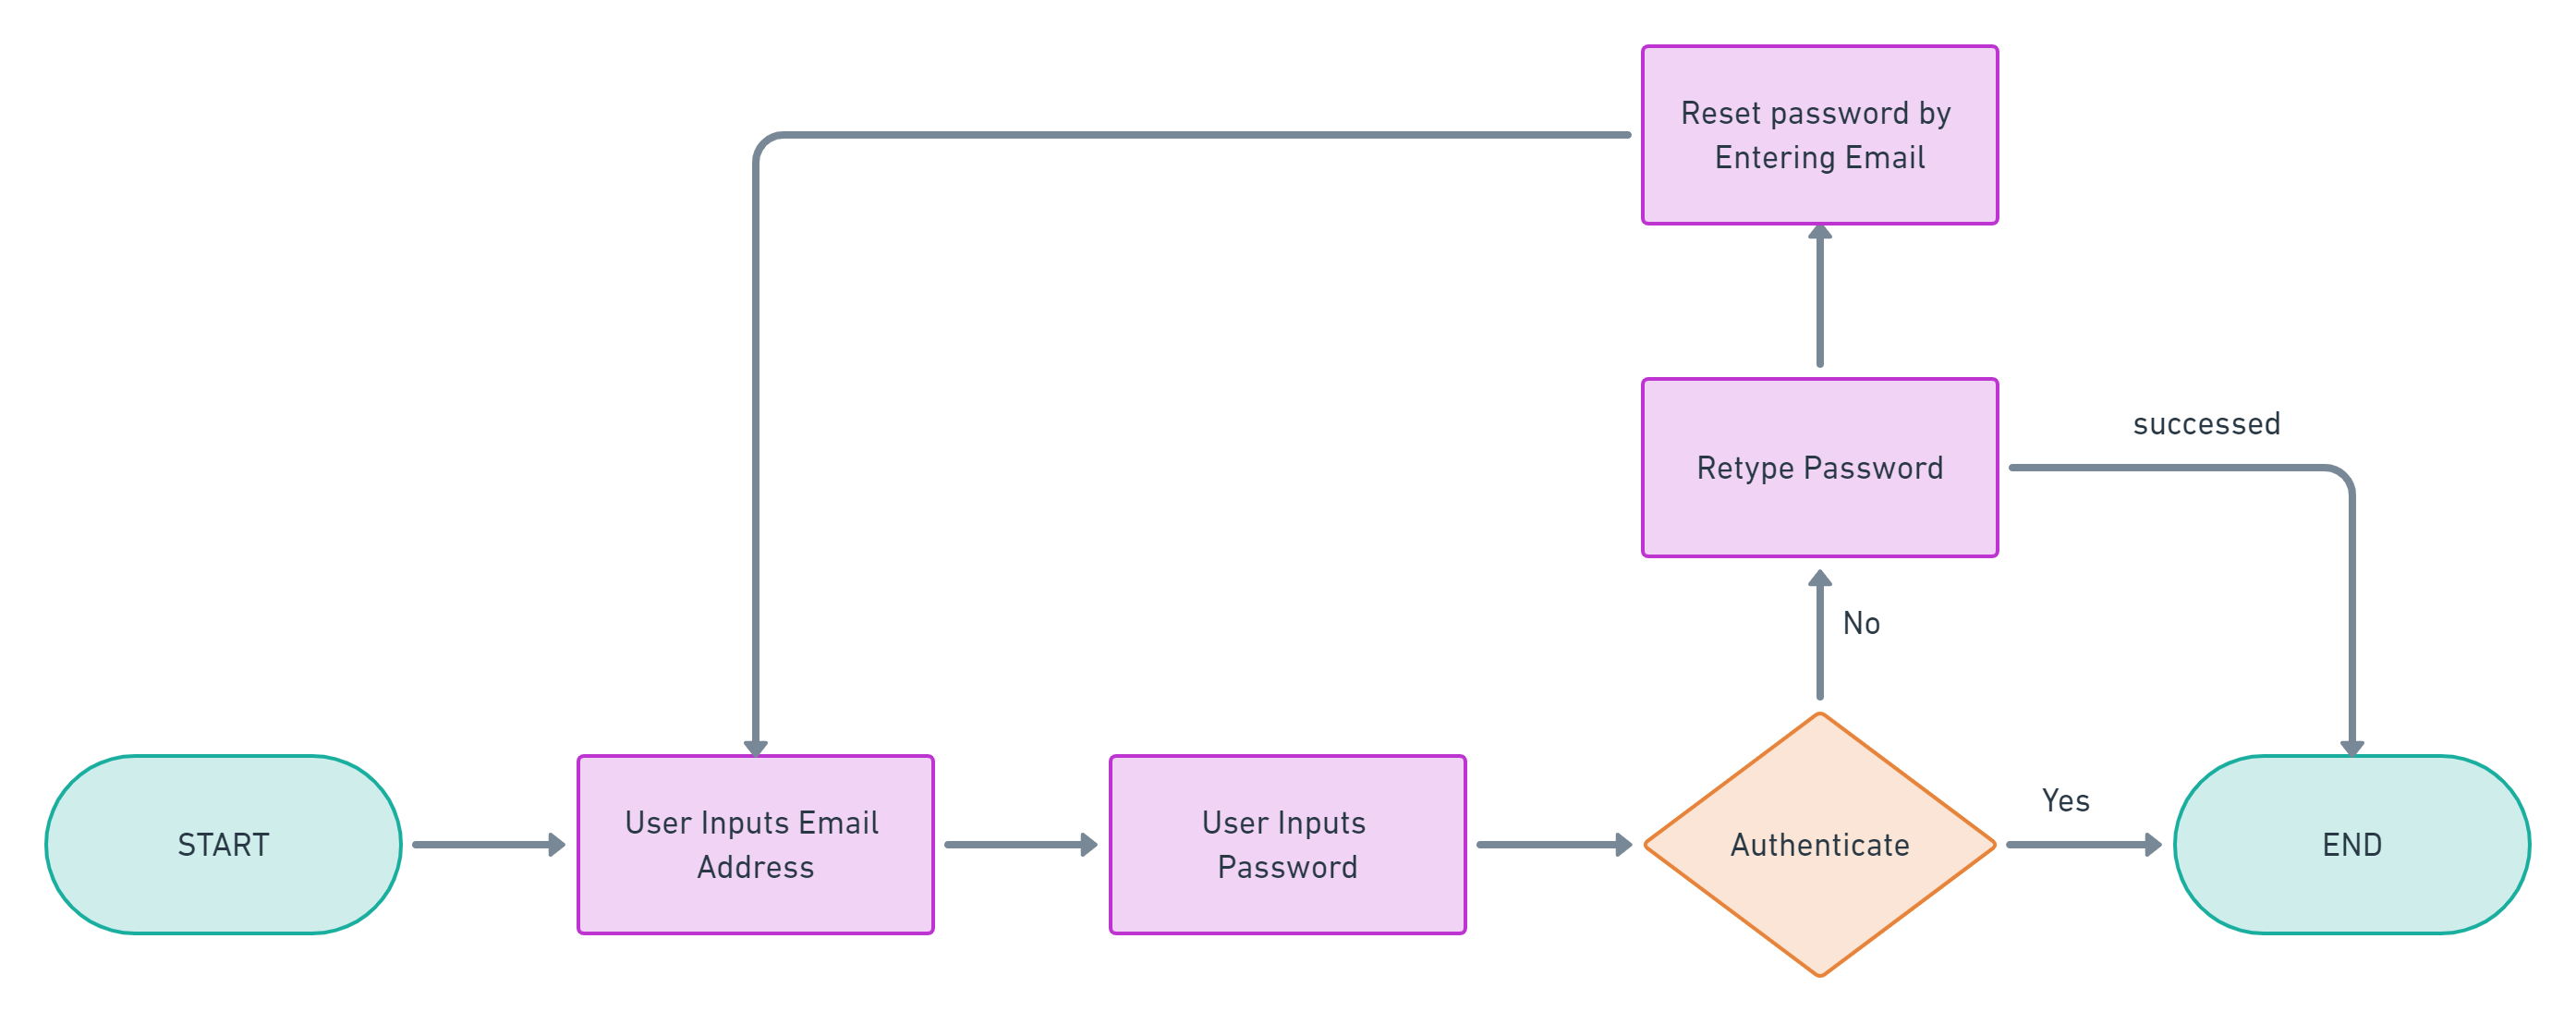 Reset password by
Entering Email
Retype Password
successed
No
START
User Inputs Email
Address
User Inputs
Password
Authenticate
Yes
END